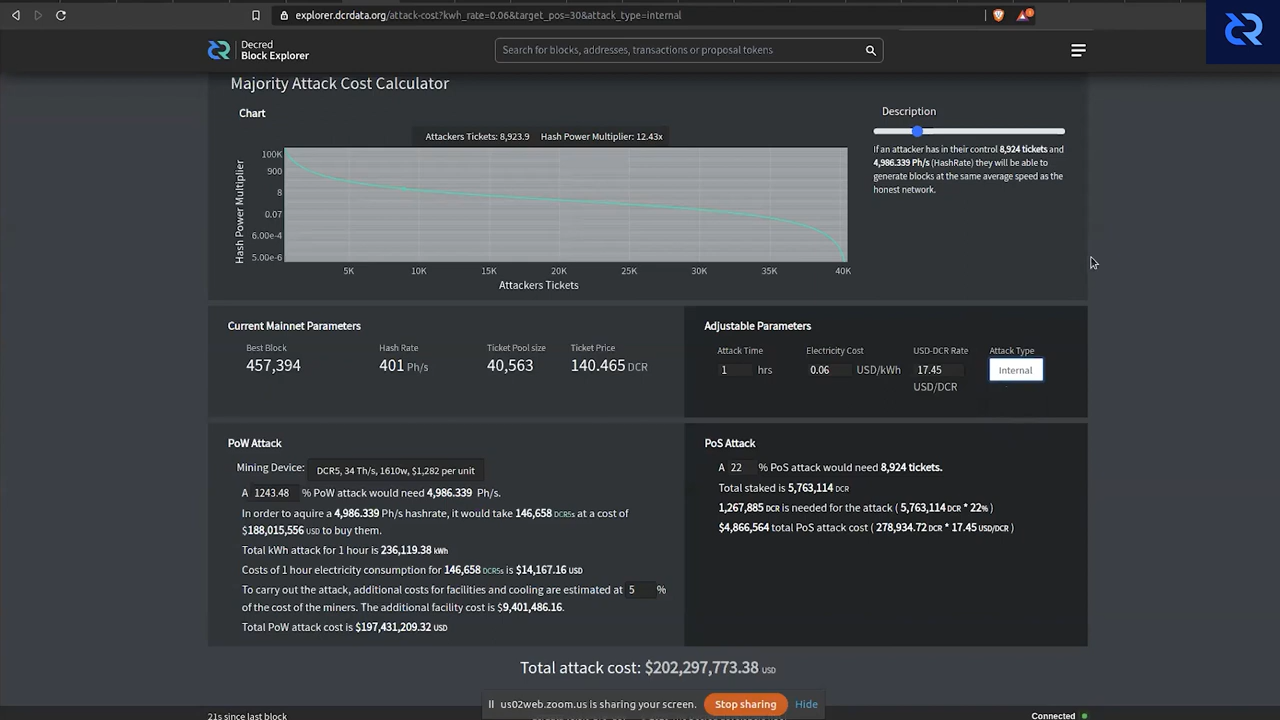 explorer.dcrdata.org/attack-cost?kwh_rate=0.06&target_pos=30&attack_type=internal
1
Decred
Block Explorer
Search for blocks, addresses, transactions or proposal tokens
Majority Attack Cost Calculator
Chart
Attackers Tickets: 8,923.9 Hash Power Multiplier: 12.43x
Hash Power Multiplier
100K
900
8
0.07
6.00e-4
5.00e-6
5K 10K 15K 20K 25K 30K 35K 40K
Attackers Tickets
Description
If an attacker has in their control 8,924 tickets and
4,986.339 Ph/s (HashRate) they will be able to
generate blocks at the same average speed as the
honest network.
Current Mainnet Parameters
Best Block Hash Rate Ticket Pool size Ticket Price
457,394 401 Ph/s 40,563 140.465 DCR
Adjustable Parameters
Attack Time Electricity Cost USD-DCR Rate Attack Type
1 hrs 0.06 USD/kWh 17.45 Internal
USD/DCR
PoW Attack
Mining Device: DCR5, 34 Th/s, 1610w, $1,282 per unit
A 1243.48 % PoW attack would need 4,986.339 Ph/s.
In order to aquire a 4,986.339 Ph/s hashrate, it would take 146,658 DCR5s at a cost of
$188,015,556 USD to buy them.
Total kWh attack for 1 hour is 236,119.38 kWh
Costs of 1 hour electricity consumption for 146,658 DCR5s is $14,167.16 USD
To carry out the attack, additional costs for facilities and cooling are estimated at 5 %
of the cost of the miners. The additional facility cost is $9,401,486.16.
Total PoW attack cost is $197,431,209.32 USD
PoS Attack
A 22 % PoS attack would need 8,924 tickets.
Total staked is 5,763,114 DCR
1,267,885 DCR is needed for the attack ( 5,763,114 DCR * 22% )
$4,866,564 total PoS attack cost ( 278,934.72 DCR * 17.45 USD/DCR )
Total attack cost: $202,297,773.38 USD
us02web.zoom.us is sharing your screen. Stop sharing Hide
21s since last block
Connected